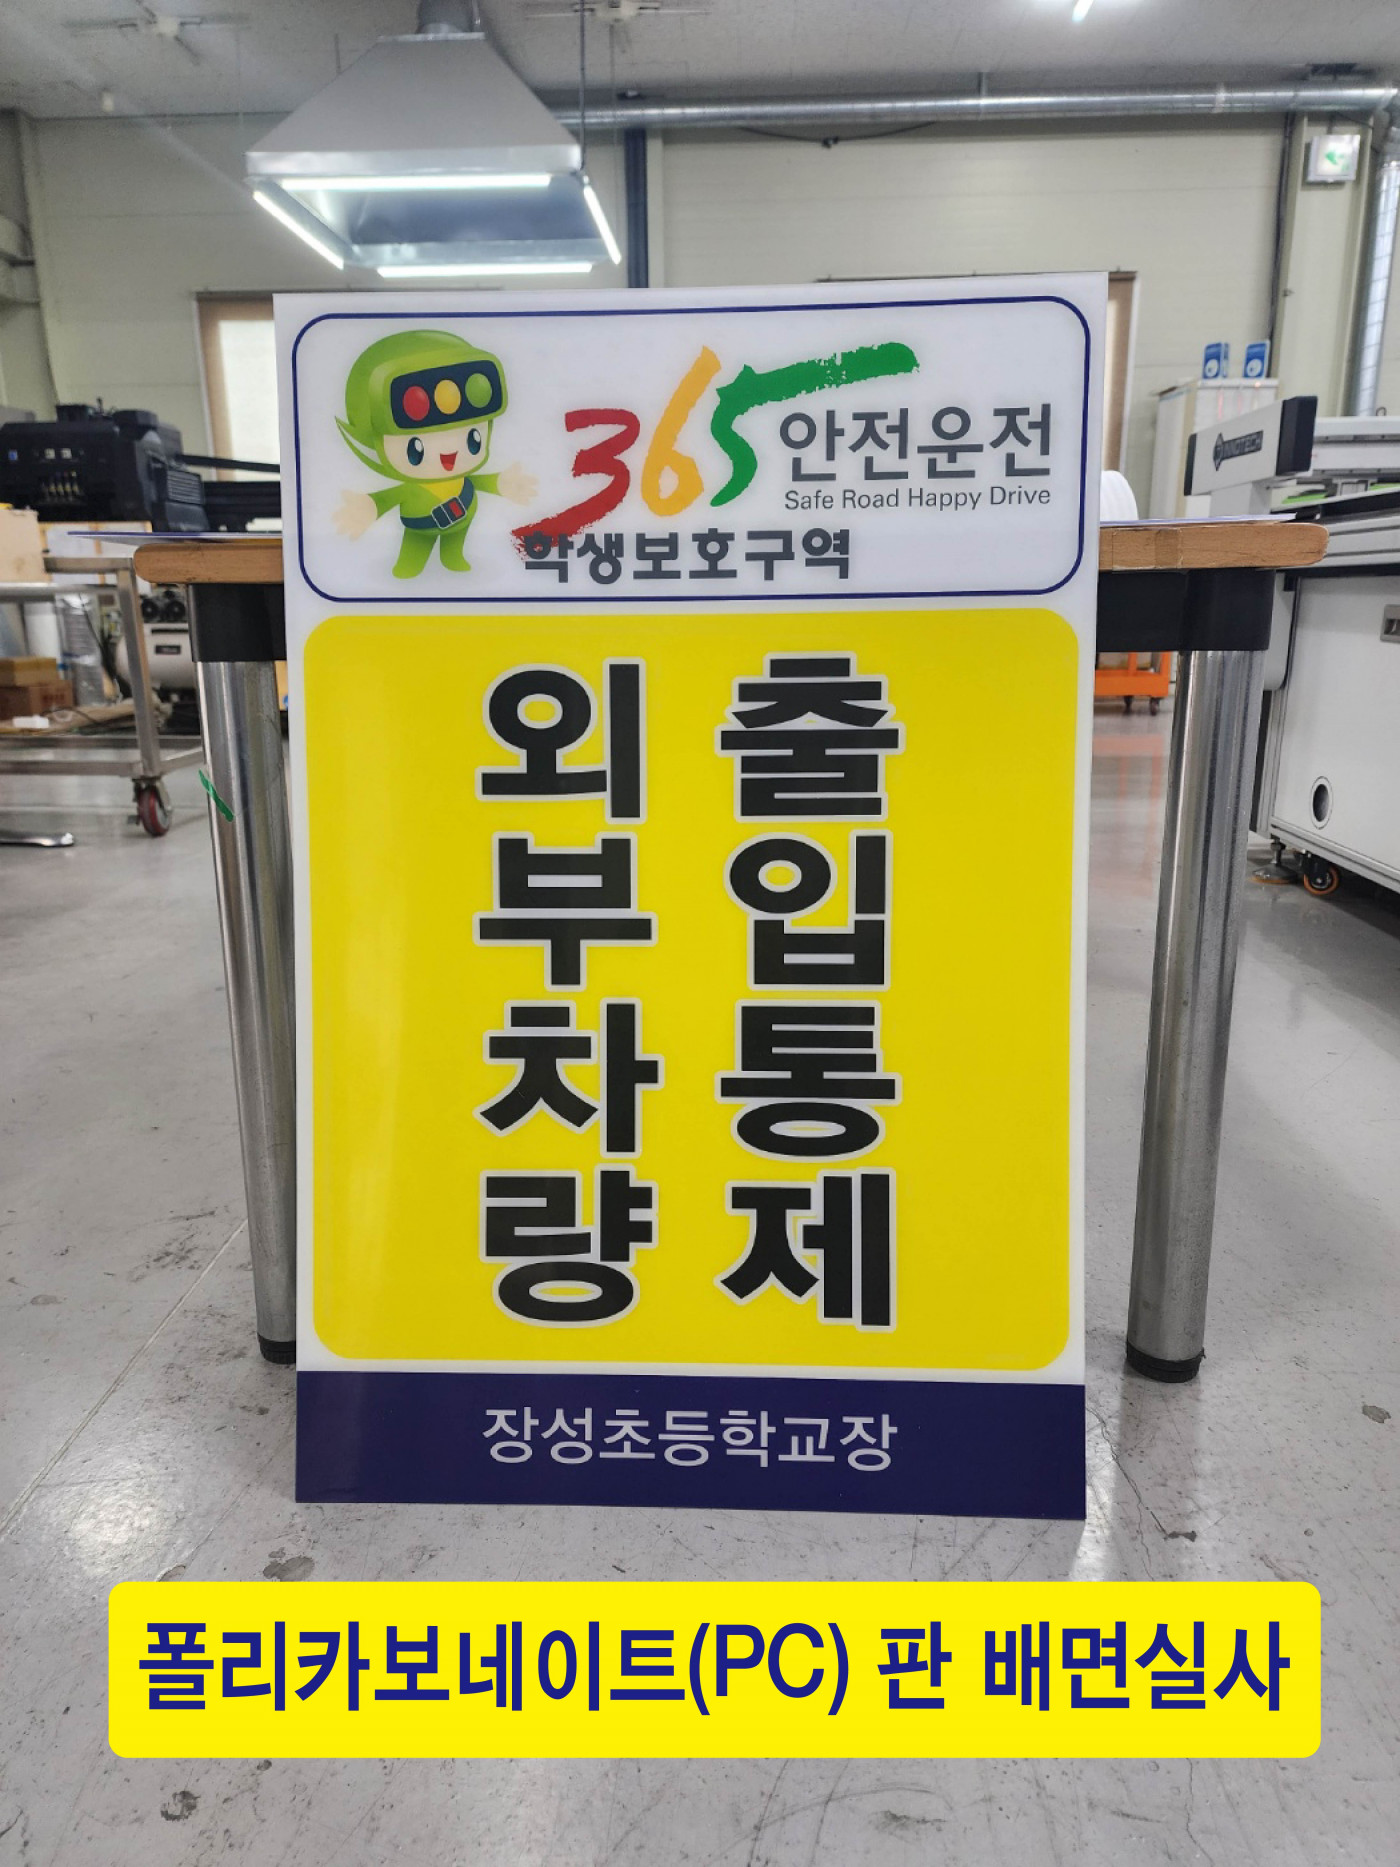 365 안전운전
Safe Road Happy Drive
학생보호구역
외부차량
출입통제
장성초등학교장
INNOTECH
폴리카보네이트(PC) 판 배면실사